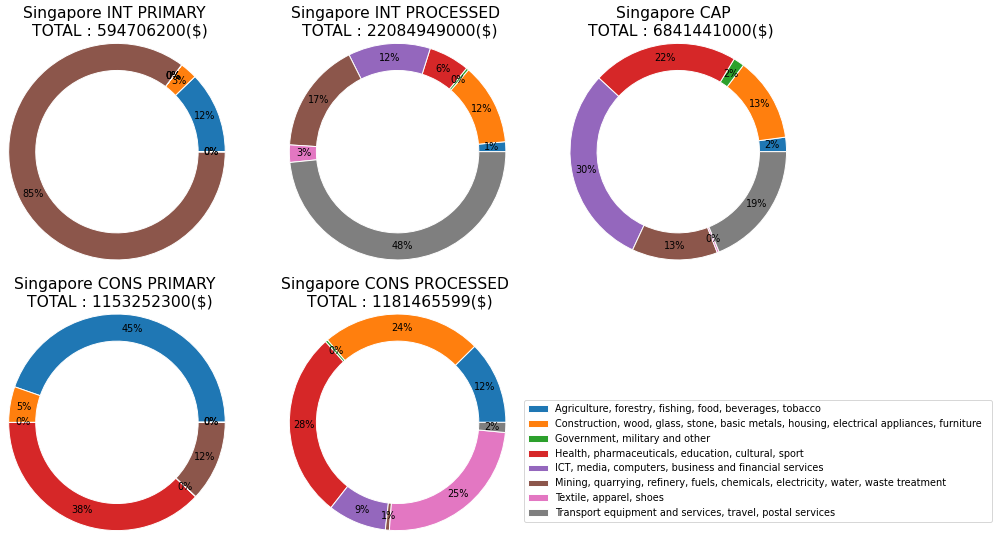 Singapore INT PRIMARY
TOTAL : 594706200($)
0%
0%
3%
12%
0%
0%
85%
Singapore INT PROCESSED
TOTAL : 22084949000($)
12%
6%
0%
12%
17%
1%
3%
48%
Singapore CAP
TOTAL : 6841441000($)
22%
2%
13%
2%
30%
19%
13%
0%
Singapore CONS PRIMARY
TOTAL : 1153252300($)
45%
5%
0%
0%
0%
12%
0%
38%
Singapore CONS PROCESSED
TOTAL : 1181465599($)
24%
0%
12%
28%
2%
25%
9%
1%
Agriculture, forestry, fishing, food, beverages, tobacco
Construction, wood, glass, stone, basic metals, housing, electrical appliances, furniture
Government, military and other
Health, pharmaceuticals, education, cultural, sport
ICT, media, computers, business and financial services
Mining, quarrying, refinery, fuels, chemicals, electricity, water, waste treatment
Textile, apparel, shoes
Transport equipment and services, travel, postal services